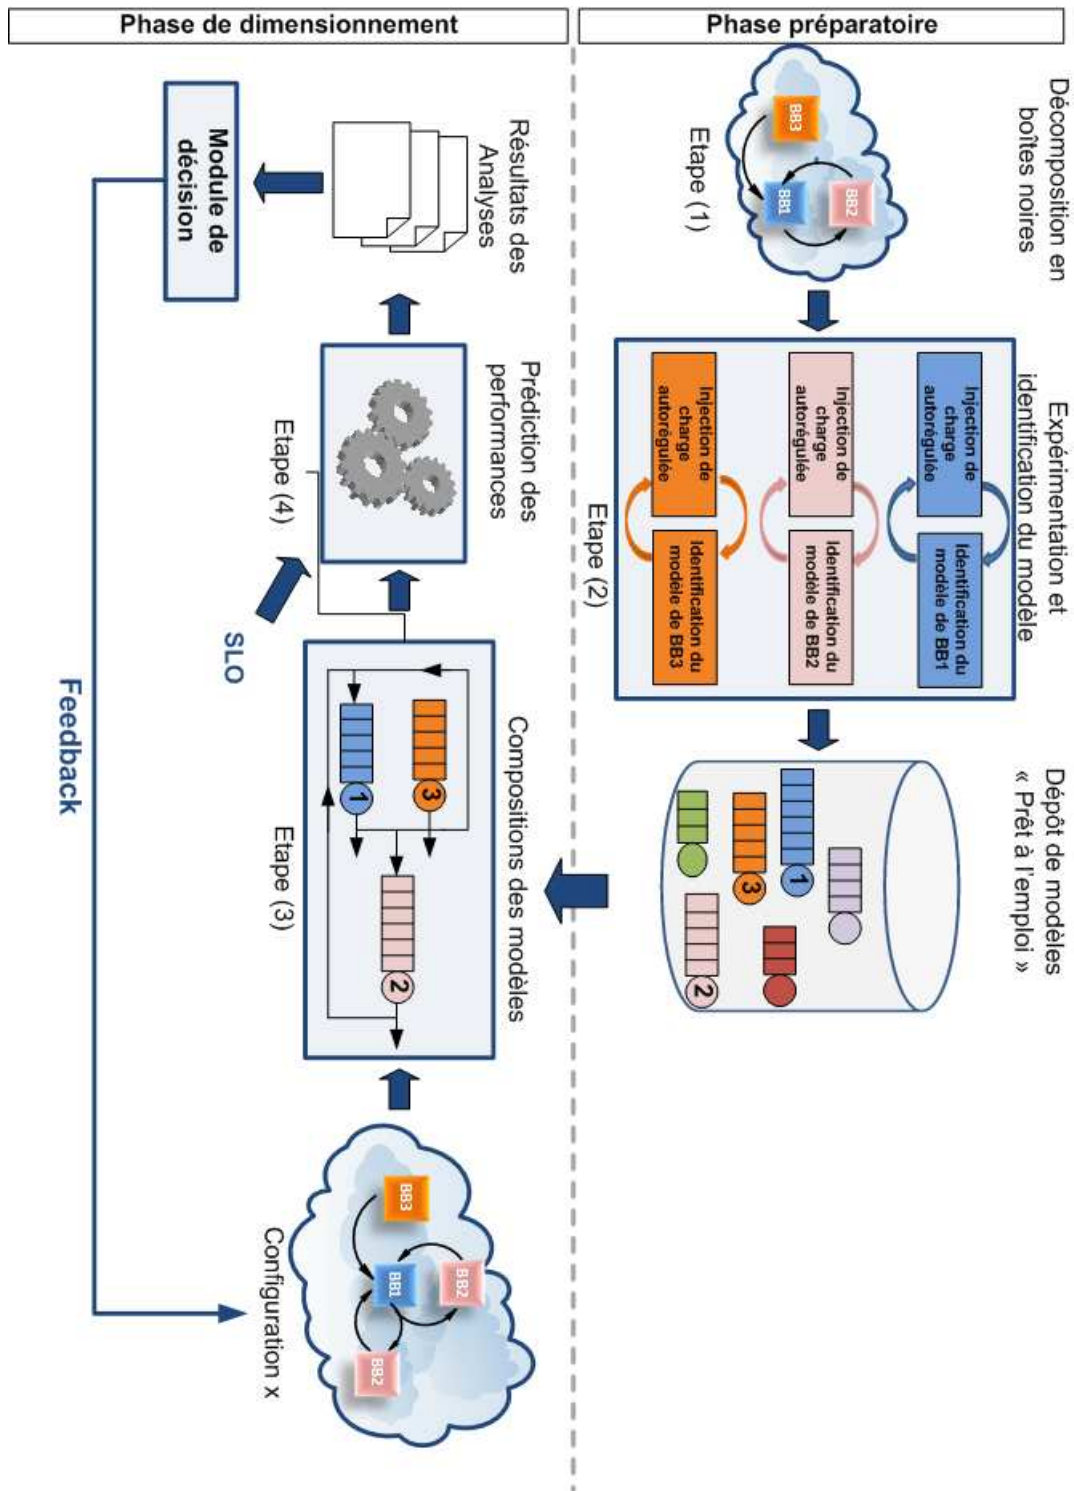 Phase de dimensionnement
Phase préparatoire
Décomposition en
boîtes noires
BB3
BB1
BB2
Etape (1)
Expérimentation et
identification du modèle
Injection de
charge
autorégulée
Identification du
modèle de BB1
Injection de
charge
autorégulée
Identification du
modèle de BB2
Injection de
charge
autorégulée
Identification du
modèle de BB3
Etape (2)
Dépôt de modèles
« Prêt à l'emploi »
1
3
2
Résultats des
Analyses
Module de
décision
Prédiction des
performances
Etape (4)
SLO
Compositions des modèles
3
1
2
Etape (3)
BB3
BB2
BB1
BB2
Configuration x
Feedback